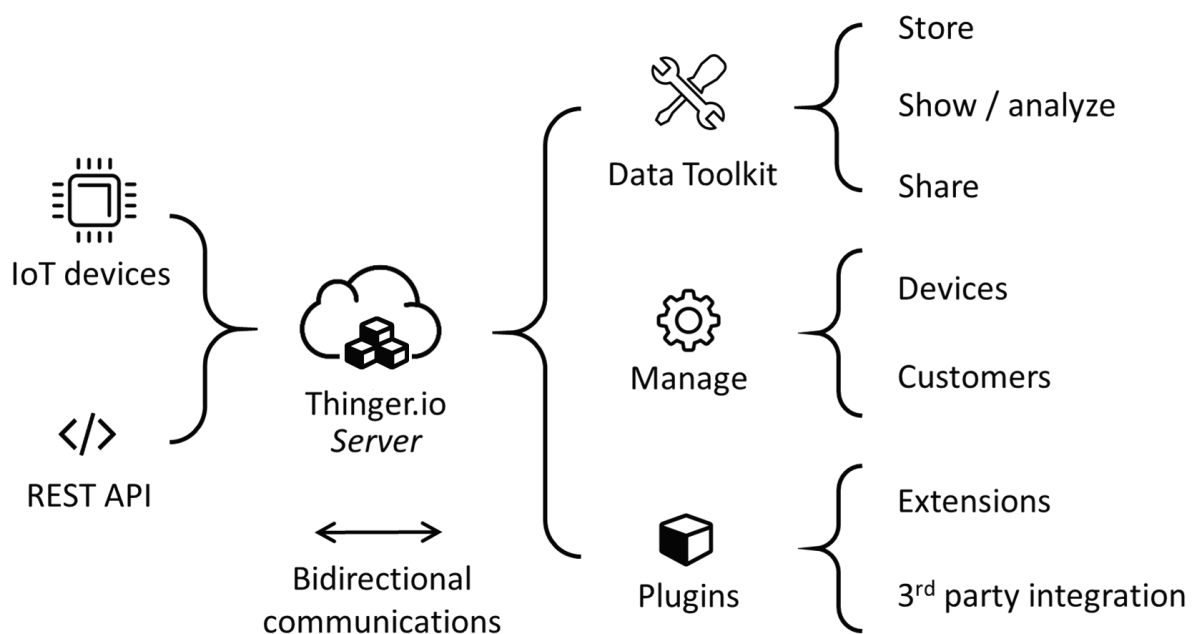 IoT devices
REST API
Thinger.io
Server
Bidirectional
communications
Data Toolkit
Store
Show / analyze
Share
Manage
Devices
Customers
Plugins
Extensions
3rd party integration